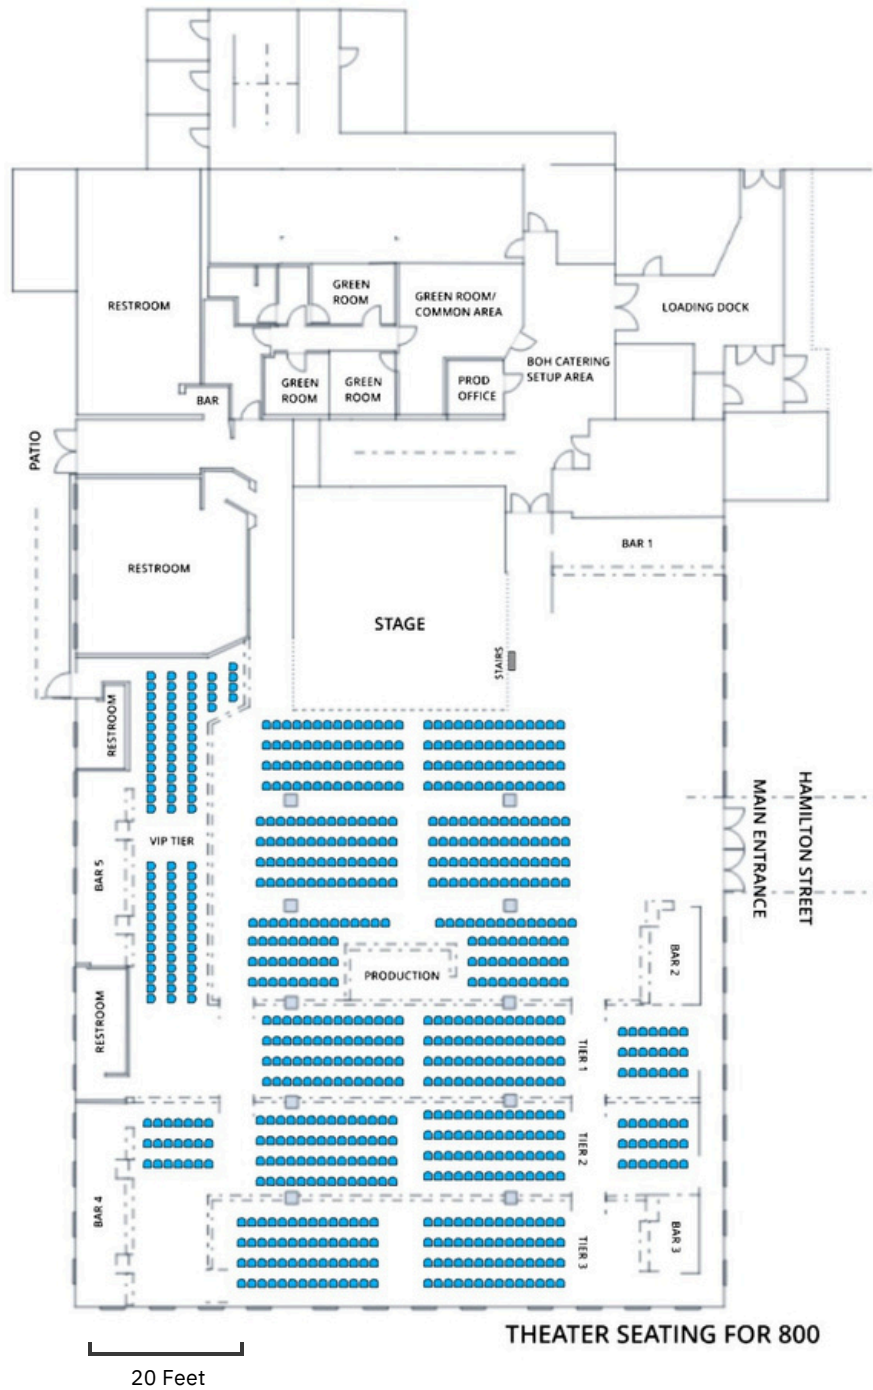 GREEN
ROOM
GREEN ROOM/
COMMON AREA
RESTROOM
LOADING DOCK
BOH CATERING
SETUP AREA
GREEN
ROOM
GREEN
ROOM
PROD
OFFICE
BAR
PATIO
BAR 1
RESTROOM
STAGE
STAIRS
RESTROOM
HAMILTON STREET
MAIN ENTRANCE
VIP TIER
BAR 5
BAR 2
PRODUCTION
RESTROOM
TIER 1
TIER 2
BAR 4
BAR 3
TIER 3
THEATER SEATING FOR 800
20 Feet